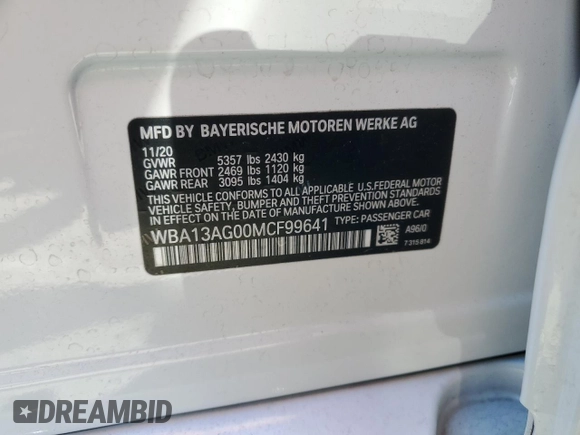 MFD BY BAYERISCHE MOTOREN WERKE AG
11/20
GVWR 5357 lbs 2430 kg
GAWR FRONT 2469 lbs 1120 kg
GAWR REAR 3095 lbs 1404 kg
THIS VEHICLE CONFORMS TO ALL APPLICABLE U.S.FEDERAL MOTOR
VEHICLE SAFETY, BUMPER AND THEFT PREVENTION STANDARDS
IN EFFECT ON THE DATE OF MANUFACTURE SHOWN ABOVE.
WBA13AG00MCF99641 TYPE: PASSENGER CAR
A96/0
7 315 814
DREAMBID